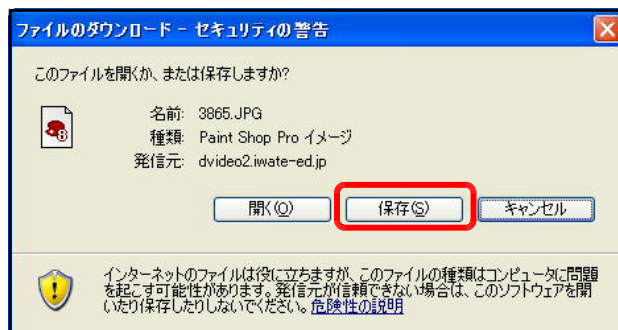 ファイルのダウンロード - セキュリティの警告
このファイルを開くか、または保存しますか?
名前: 3865.JPG
種類: Paint Shop Pro イメージ
発信元: dvideo2.iwate-ed.jp
開く(O) 保存(S) キャンセル
インターネットのファイルは役に立ちますが、このファイルの種類はコンピュータに問題
を起こす可能性があります。発信元が信頼できない場合は、このソフトウェアを開
いたり保存したりしないでください。危険性の説明